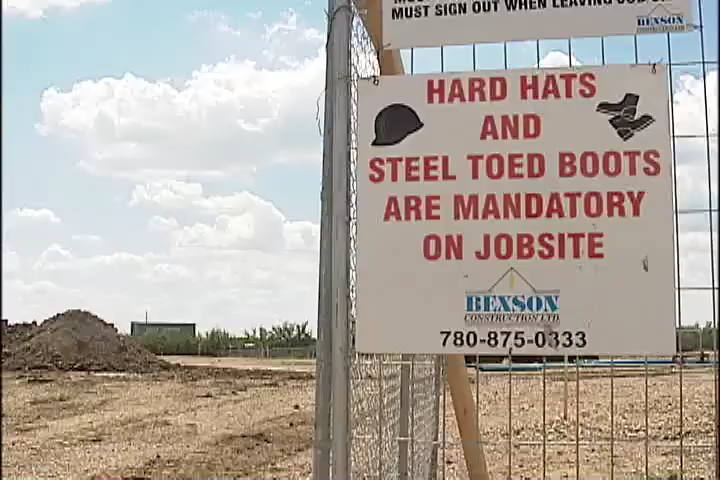 MUST SIGN OUT WHEN LEAVING
BEXSON
HARD HATS
AND
STEEL TOED BOOTS
ARE MANDATORY
ON JOBSITE
BEXSON
CONSTRUCTION LTD.
780-875-0333